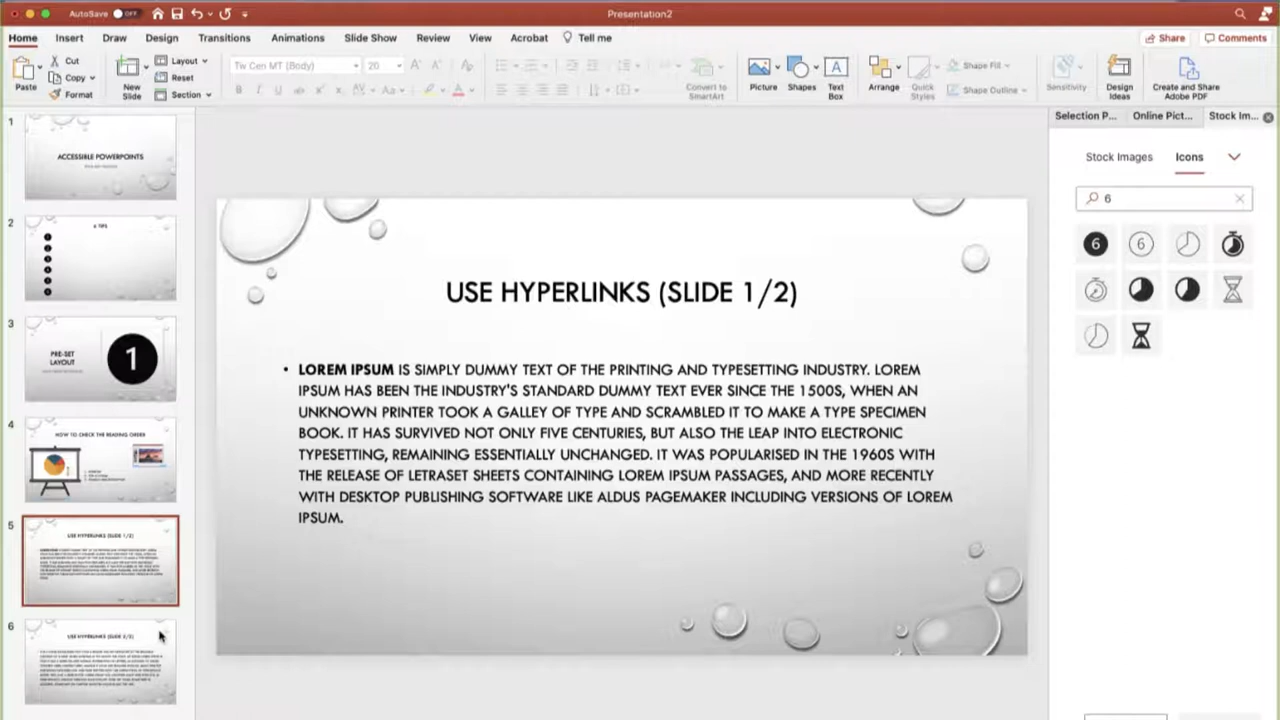 AutoSave OFF
Presentation2
Home Insert Draw Design Transitions Animations Slide Show Review View Acrobat Tell me
Share Comments
Paste
Cut
Copy
Format
New Slide
Layout
Reset
Section
Tw Cen MT (Body) 20
Convert to SmartArt
Picture
Shapes
Text Box
Arrange
Quick Styles
Shape Fill
Shape Outline
Sensitivity
Design Ideas
Create and Share Adobe PDF
1
ACCESSIBLE POWERPOINTS
2
6 TIPS
3
PRE-SET
LAYOUT
1
4
HOW TO CHECK THE READING ORDER
5
USE HYPERLINKS (SLIDE 1/2)
6
USE HYPERLINKS (SLIDE 2/2)
USE HYPERLINKS (SLIDE 1/2)
• LOREM IPSUM IS SIMPLY DUMMY TEXT OF THE PRINTING AND TYPESETTING INDUSTRY. LOREM
IPSUM HAS BEEN THE INDUSTRY'S STANDARD DUMMY TEXT EVER SINCE THE 1500S, WHEN AN
UNKNOWN PRINTER TOOK A GALLEY OF TYPE AND SCRAMBLED IT TO MAKE A TYPE SPECIMEN
BOOK. IT HAS SURVIVED NOT ONLY FIVE CENTURIES, BUT ALSO THE LEAP INTO ELECTRONIC
TYPESETTING, REMAINING ESSENTIALLY UNCHANGED. IT WAS POPULARISED IN THE 1960S WITH
THE RELEASE OF LETRASET SHEETS CONTAINING LOREM IPSUM PASSAGES, AND MORE RECENTLY
WITH DESKTOP PUBLISHING SOFTWARE LIKE ALDUS PAGEMAKER INCLUDING VERSIONS OF LOREM
IPSUM.
Selection P... Online Pict... Stock Im...
Stock Images Icons
6
6 6